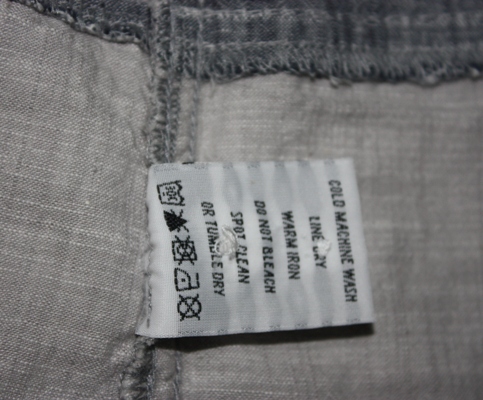 COLD MACHINE WASH
LINE DRY
WARM IRON
DO NOT BLEACH
SPOT CLEAN
OR TUMBLE DRY